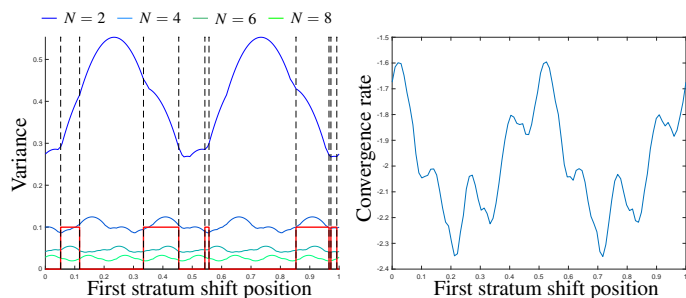 N = 2 N = 4 N = 6 N = 8
Variance
0.5
0.4
0.3
0.2
0.1
0
0 0.1 0.2 0.3 0.4 0.5 0.6 0.7 0.8 0.9 1
First stratum shift position
Convergence rate
-1.5
-1.6
-1.7
-1.8
-1.9
-2
-2.1
-2.2
-2.3
-2.4
0 0.1 0.2 0.3 0.4 0.5 0.6 0.7 0.8 0.9 1
First stratum shift position